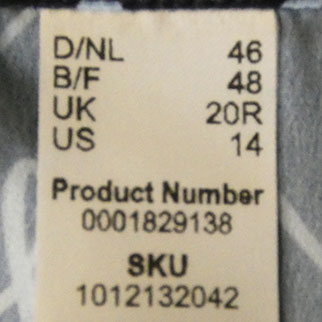 D/NL 46
B/F 48
UK 20R
US 14
Product Number
0001829138
SKU
1012132042